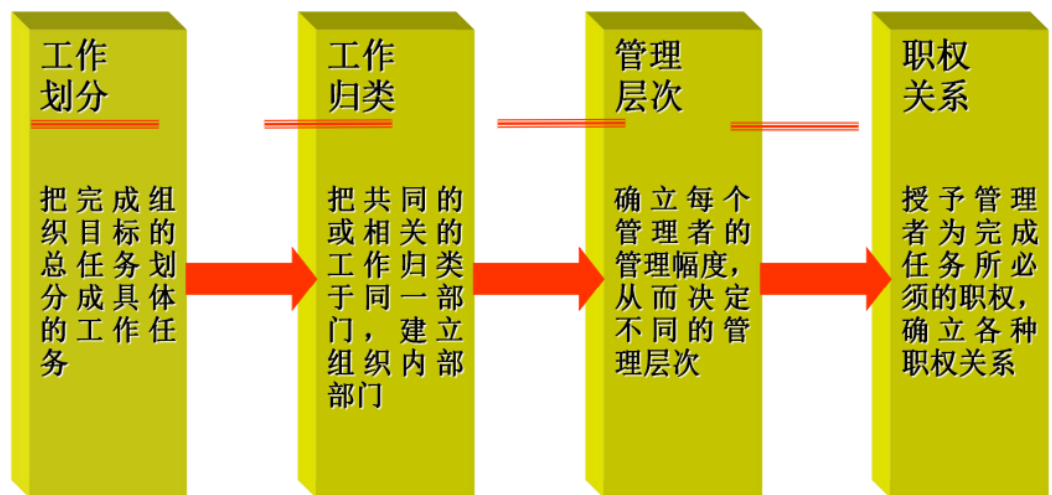 工作
划分
把完成组
织目标的
总任务划
分成具体
的工作任
务
工作
归类
把共同的
或相关的
工作归类
于同一部
门，建立
组织内部
部门
管理
层次
确立每个
管理者的
管理幅度，
从而决定
不同的管
理层次
职权
关系
授予管理
者为完成
任务所必
须的职权，
确立各种
职权关系